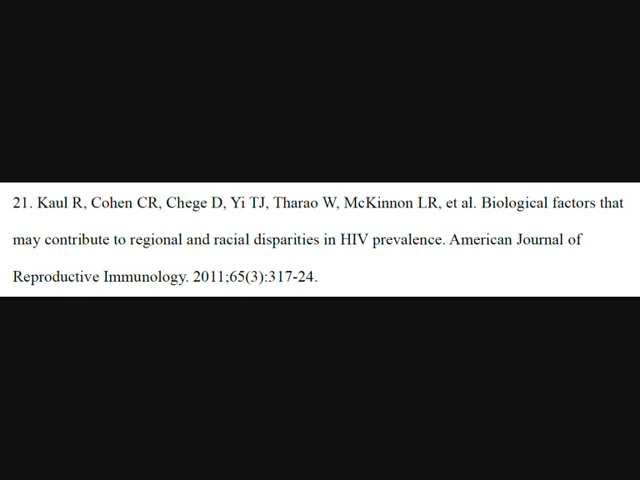 21. Kaul R, Cohen CR, Chege D, Yi TJ, Tharao W, McKinnon LR, et al. Biological factors that
may contribute to regional and racial disparities in HIV prevalence. American Journal of
Reproductive Immunology. 2011;65(3):317-24.